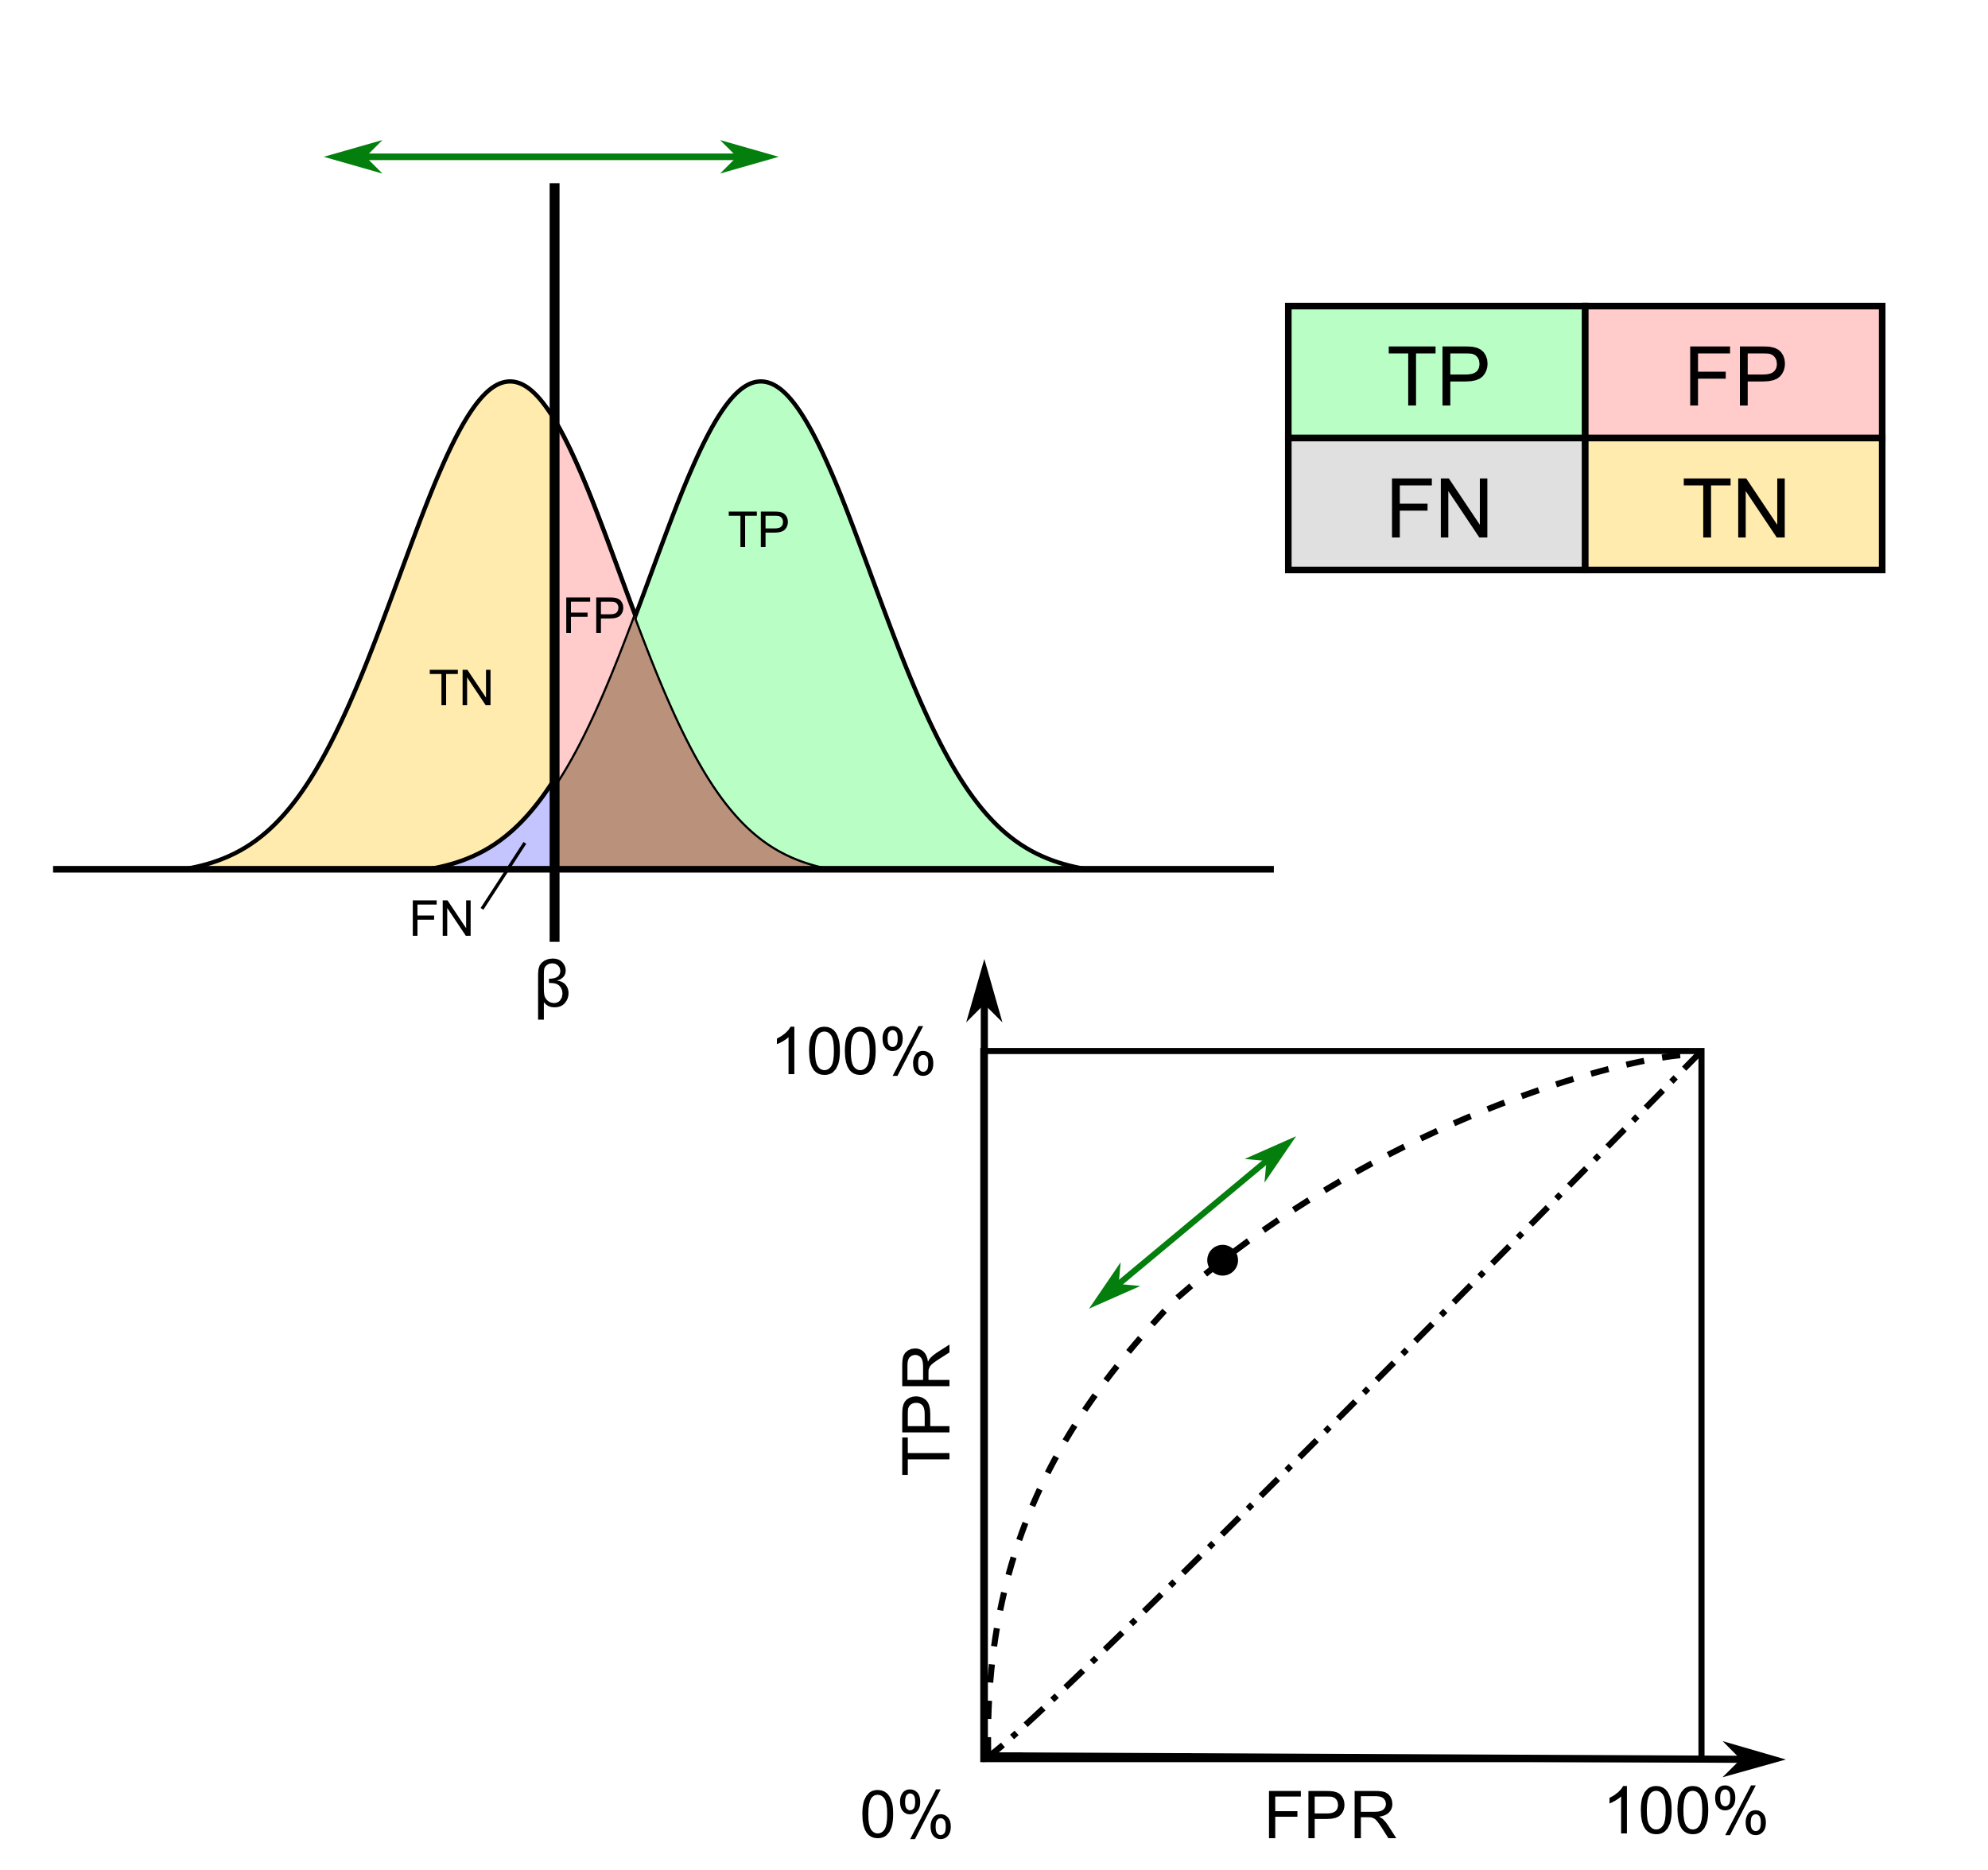 TP FP
FN TN
TP
FP
TN
FN
β
100%
TPR
0% FPR 100%